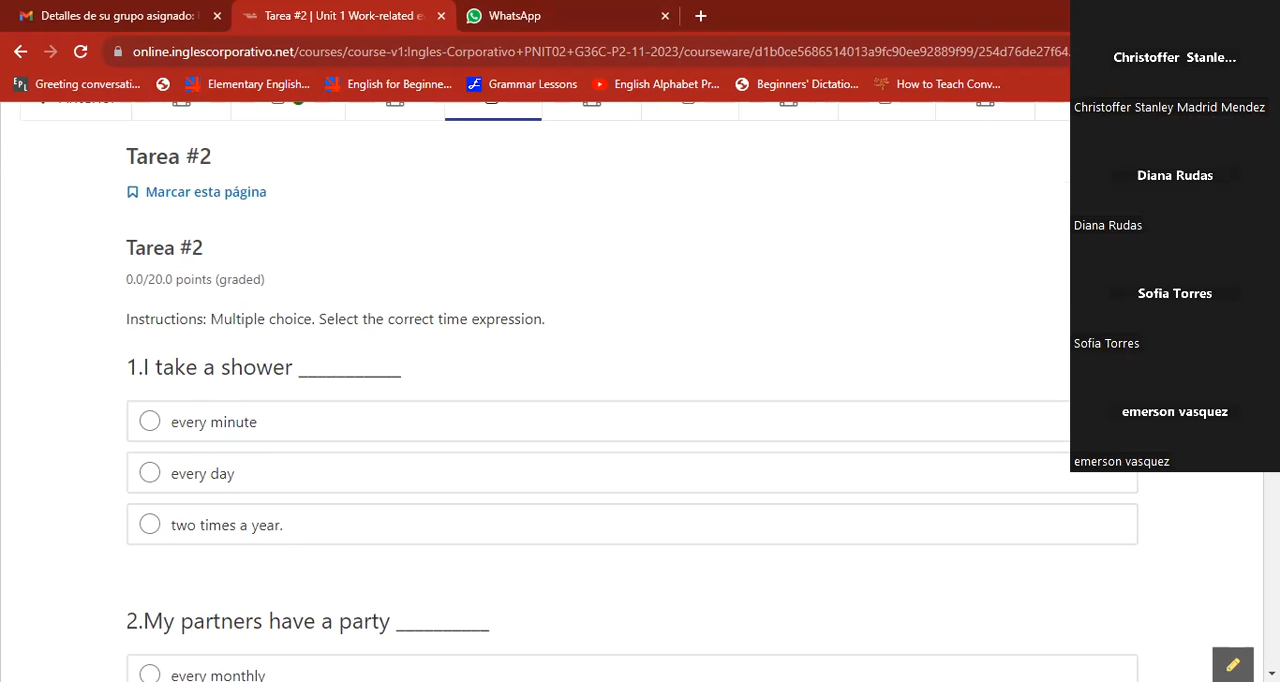 Detalles de su grupo asignado: 
Tarea #2 | Unit 1 Work-related e
WhatsApp
online.inglescorporativo.net/courses/course-v1:Ingles-Corporativo+PNIT02+G36C-P2-11-2023/courseware/d1b0ce5686514013a9fc90ee92889f99/254d76de27f64
Greeting conversati...
Elementary English...
English for Beginne...
Grammar Lessons
English Alphabet Pr...
Beginners' Dictatio...
How to Teach Conv...
Christoffer Stanle...
Christoffer Stanley Madrid Mendez
Diana Rudas
Diana Rudas
Sofia Torres
Sofia Torres
emerson vasquez
emerson vasquez
Tarea #2
Marcar esta página
Tarea #2
0.0/20.0 points (graded)
Instructions: Multiple choice. Select the correct time expression.
1.I take a shower ___________
every minute
every day
two times a year.
2.My partners have a party __________
every monthly